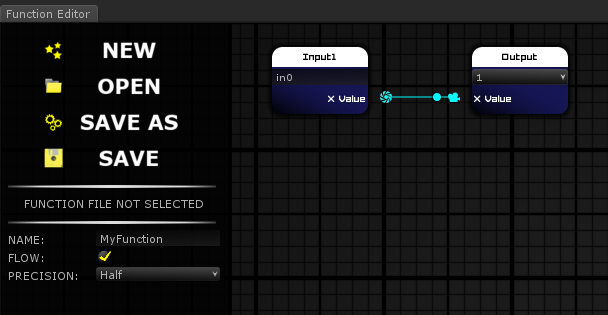 Function Editor
NEW
OPEN
SAVE AS
SAVE
FUNCTION FILE NOT SELECTED
NAME: MyFunction
FLOW:
PRECISION: Half
Input1
in0
X Value
Output
1
X Value